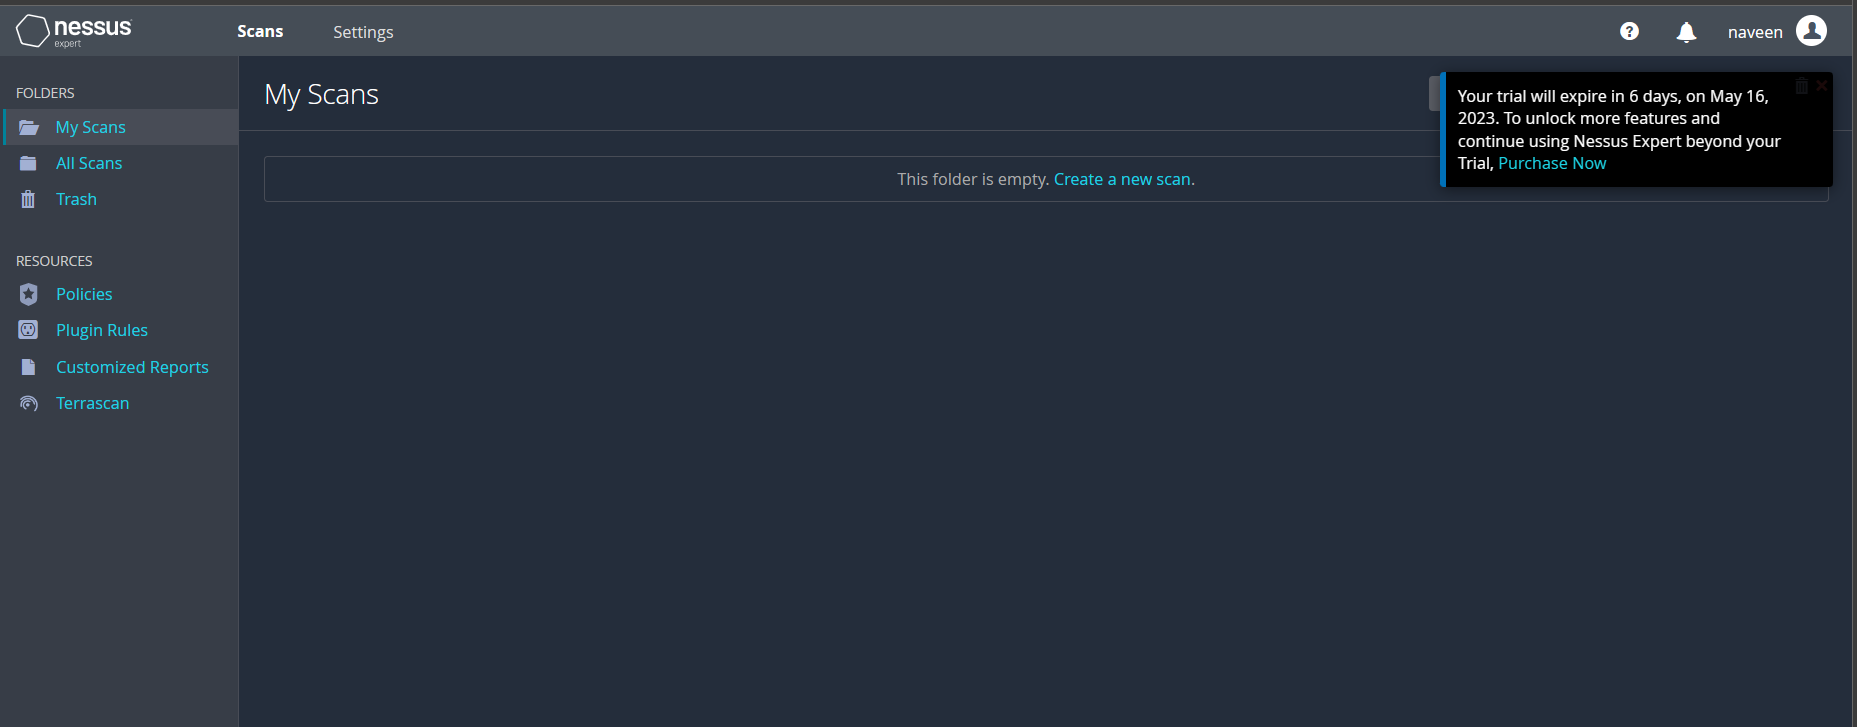 nessus
expert
Scans
Settings
naveen
FOLDERS
My Scans
All Scans
Trash
RESOURCES
Policies
Plugin Rules
Customized Reports
Terrascan
My Scans
This folder is empty. Create a new scan.
Your trial will expire in 6 days, on May 16,
2023. To unlock more features and
continue using Nessus Expert beyond your
Trial, Purchase Now